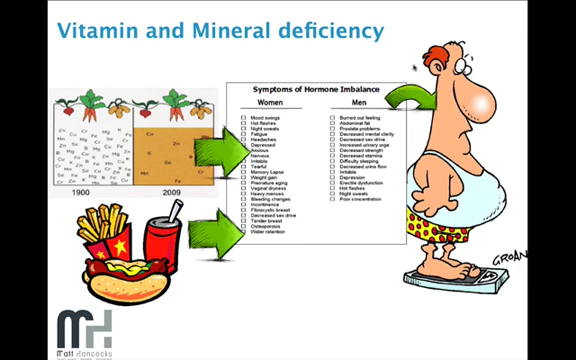 Vitamin and Mineral deficiency
Symptoms of Hormone Imbalance
Women
Mood swings
Hot flashes
Night sweats
Fatigue
Headaches
Depressed
Anxious
Nervous
Irritable
Tearful
Memory Lapse
Weight gain
Premature aging
Vaginal dryness
Heavy menses
Bleeding changes
Incontinence
Fibrocystic breast
Decreased sex drive
Tender breast
Osteoporosis
Water retention
Men
Burned out feeling
Abdominal fat
Prostate problems
Decreased mental clarity
Decreased sex drive
Increased urinary urge
Decreased strength
Decreased stamina
Difficulty sleeping
Decreased urine flow
Irritable
Depression
Erectile dysfunction
Hot flashes
Night sweats
Poor concentration
1900
2009
GROAN
MH
Matt Hancocks